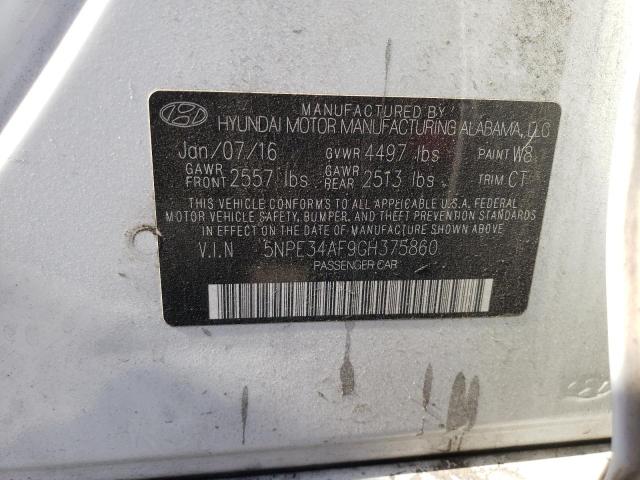 MANUFACTURED BY
HYUNDAI MOTOR MANUFACTURING ALABAMA, LLC
Jan/07/16 GVWR 4497 lbs PAINT W8
GAWR FRONT 2557 lbs GAWR REAR 2513 lbs TRIM CT
THIS VEHICLE CONFORMS TO ALL APPLICABLE U.S.A. FEDERAL
MOTOR VEHICLE SAFETY, BUMPER, AND THEFT PREVENTION STANDARDS
IN EFFECT ON THE DATE OF MANUFACTURE SHOWN ABOVE.
V.I.N 5NPE34AF9GH375860
PASSENGER CAR